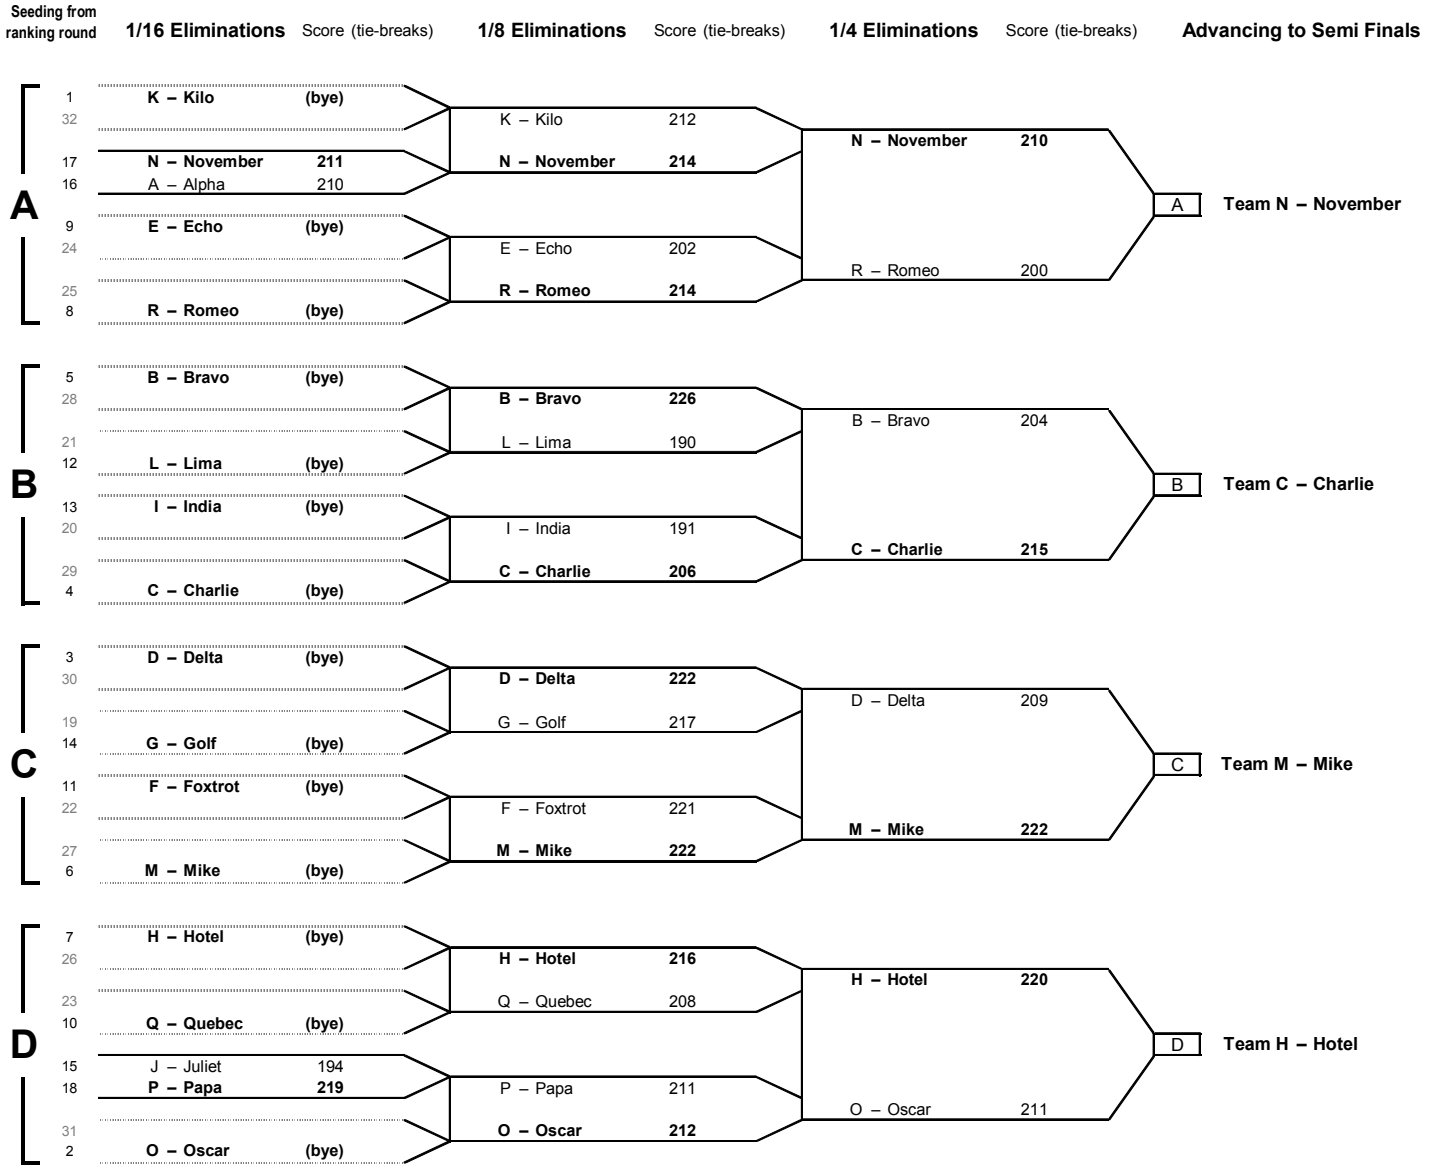 Seeding from
ranking round 1/16 Eliminations Score (tie-breaks) 1/8 Eliminations Score (tie-breaks) 1/4 Eliminations Score (tie-breaks) Advancing to Semi Finals
1 K – Kilo (bye)
32 K – Kilo 212
N – November 210
17 N – November 211 N – November 214
16 A – Alpha 210
A A Team N – November
9 E – Echo (bye)
24 E – Echo 202
R – Romeo 200
25 R – Romeo 214
8 R – Romeo (bye)
5 B – Bravo (bye)
28 B – Bravo 226
B – Bravo 204
21 L – Lima 190
12 L – Lima (bye)
B B Team C – Charlie
13 I – India (bye)
20 I – India 191
C – Charlie 215
29 C – Charlie 206
4 C – Charlie (bye)
3 D – Delta (bye)
30 D – Delta 222
D – Delta 209
19 G – Golf 217
14 G – Golf (bye)
C C Team M – Mike
11 F – Foxtrot (bye)
22 F – Foxtrot 221
M – Mike 222
27 M – Mike 222
6 M – Mike (bye)
7 H – Hotel (bye)
26 H – Hotel 216
H – Hotel 220
23 Q – Quebec 208
10 Q – Quebec (bye)
D D Team H – Hotel
15 J – Juliet 194
18 P – Papa 219 P – Papa 211
O – Oscar 211
31 O – Oscar 212
2 O – Oscar (bye)